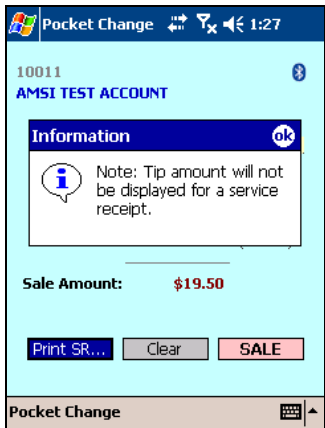 Pocket Change 1:27
10011
AMSI TEST ACCOUNT
Information ok
Note: Tip amount will not
be displayed for a service
receipt.
Sale Amount: $19.50
Print SR... Clear SALE
Pocket Change